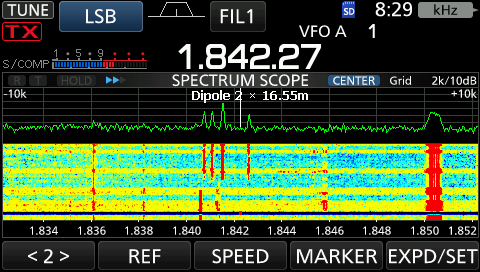 TUNE LSB FIL1 SD 8:29 kHz
TX VFO A 1
S/COMP 1 · 5 · 9 1.842.27
R T HOLD SPECTRUM SCOPE CENTER Grid 2k/10dB
-10k Dipole 2 × 16.55m +10k
1.834 1.836 1.838 1.840 1.842 1.844 1.846 1.848 1.850 1.852
< 2 > REF SPEED MARKER EXPD/SET